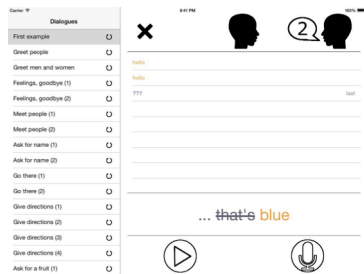 Carrier
8:51 PM
100%
Dialogues
First example
Greet people
Greet men and women
Feelings, goodbye (1)
Feelings, goodbye (2)
Meet people (1)
Meet people (2)
Ask for name (1)
Ask for name (2)
Go there (1)
Go there (2)
Give directions (1)
Give directions (2)
Give directions (3)
Give directions (4)
Ask for a fruit (1)
2
hello
hello
???
last
... that's blue